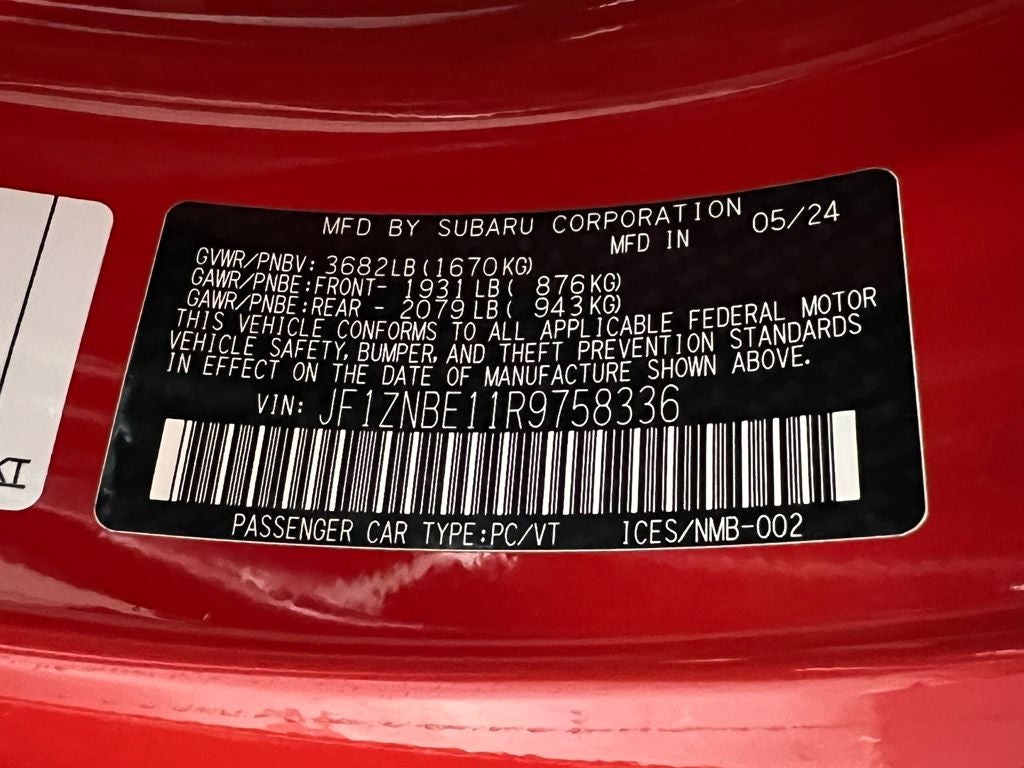 MFD BY SUBARU CORPORATION
MFD IN 05/24
GVWR/PNBV: 3682LB(1670KG)
GAWR/PNBE:FRONT- 1931LB( 876KG)
GAWR/PNBE:REAR - 2079LB( 943KG)
THIS VEHICLE CONFORMS TO ALL APPLICABLE FEDERAL MOTOR
VEHICLE SAFETY, BUMPER, AND THEFT PREVENTION STANDARDS
IN EFFECT ON THE DATE OF MANUFACTURE SHOWN ABOVE.
VIN: JF1ZNBE11R9758336
PASSENGER CAR TYPE:PC/VT ICES/NMB-002